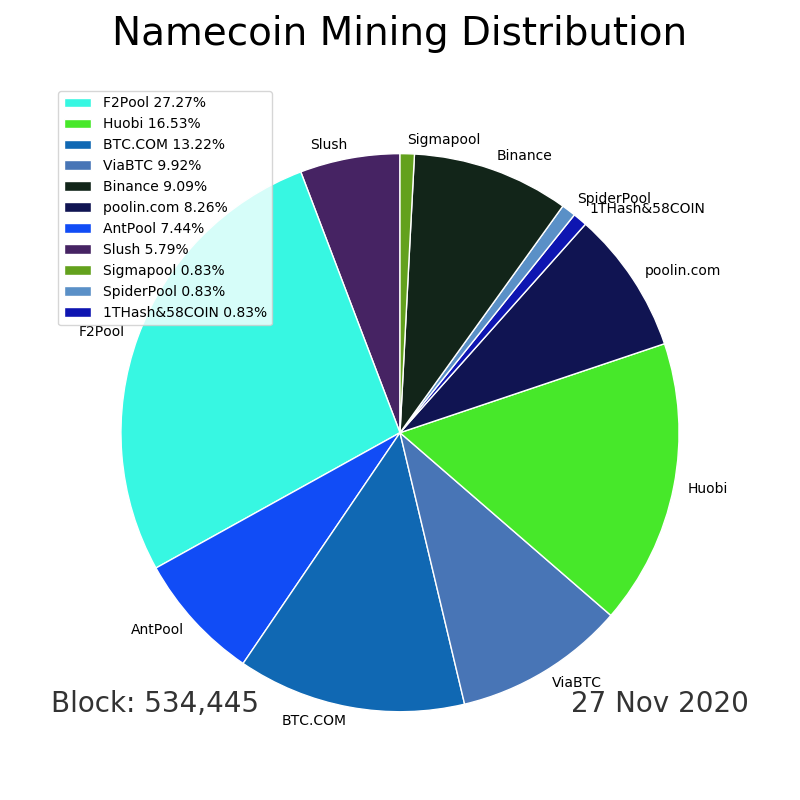 Namecoin Mining Distribution
F2Pool 27.27%
Huobi 16.53%
BTC.COM 13.22%
ViaBTC 9.92%
Binance 9.09%
poolin.com 8.26%
AntPool 7.44%
Slush 5.79%
Sigmapool 0.83%
SpiderPool 0.83%
1THash&58COIN 0.83%
Slush
Sigmapool
Binance
SpiderPool
1THash&58COIN
poolin.com
F2Pool
Huobi
AntPool
ViaBTC
BTC.COM
Block: 534,445
27 Nov 2020